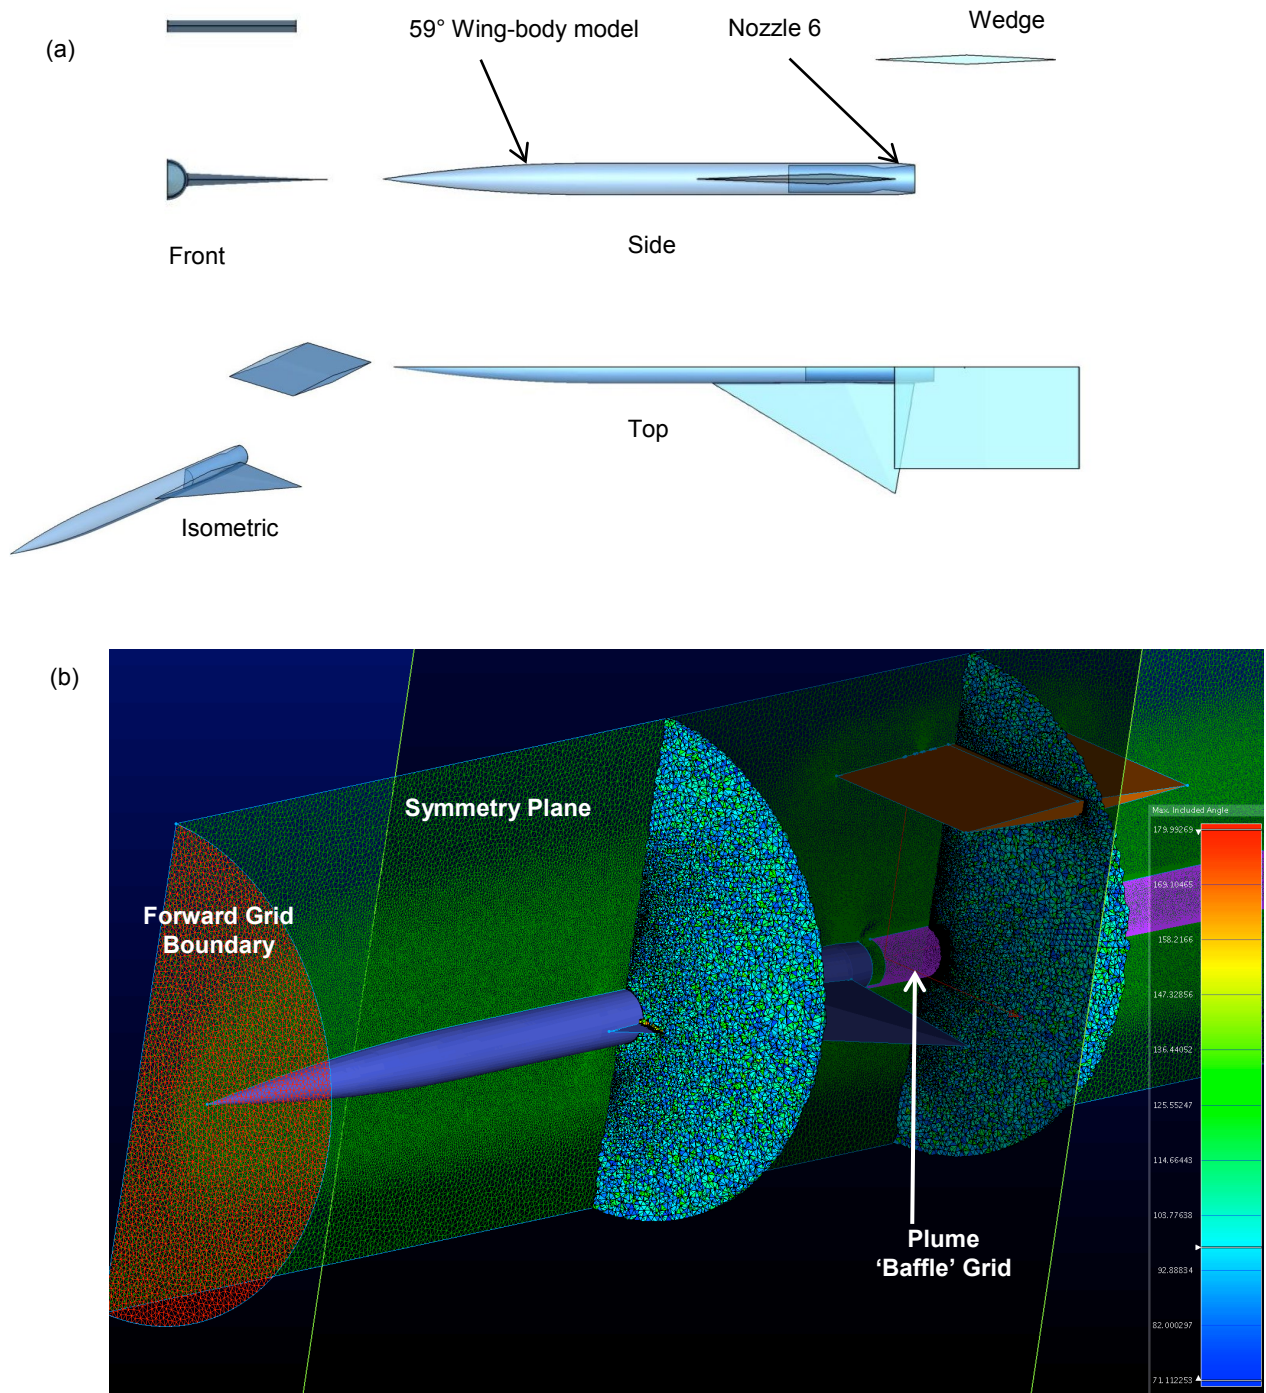 (a)
59° Wing-body model
Nozzle 6
Wedge
Front
Side
Top
Isometric
(b)
Symmetry Plane
Forward Grid
Boundary
Plume
‘Baffle’ Grid
Max. Included Angle
179.99269
169.10465
158.2166
147.32856
136.44052
125.55247
114.66443
103.77638
92.88834
82.000297
71.112253